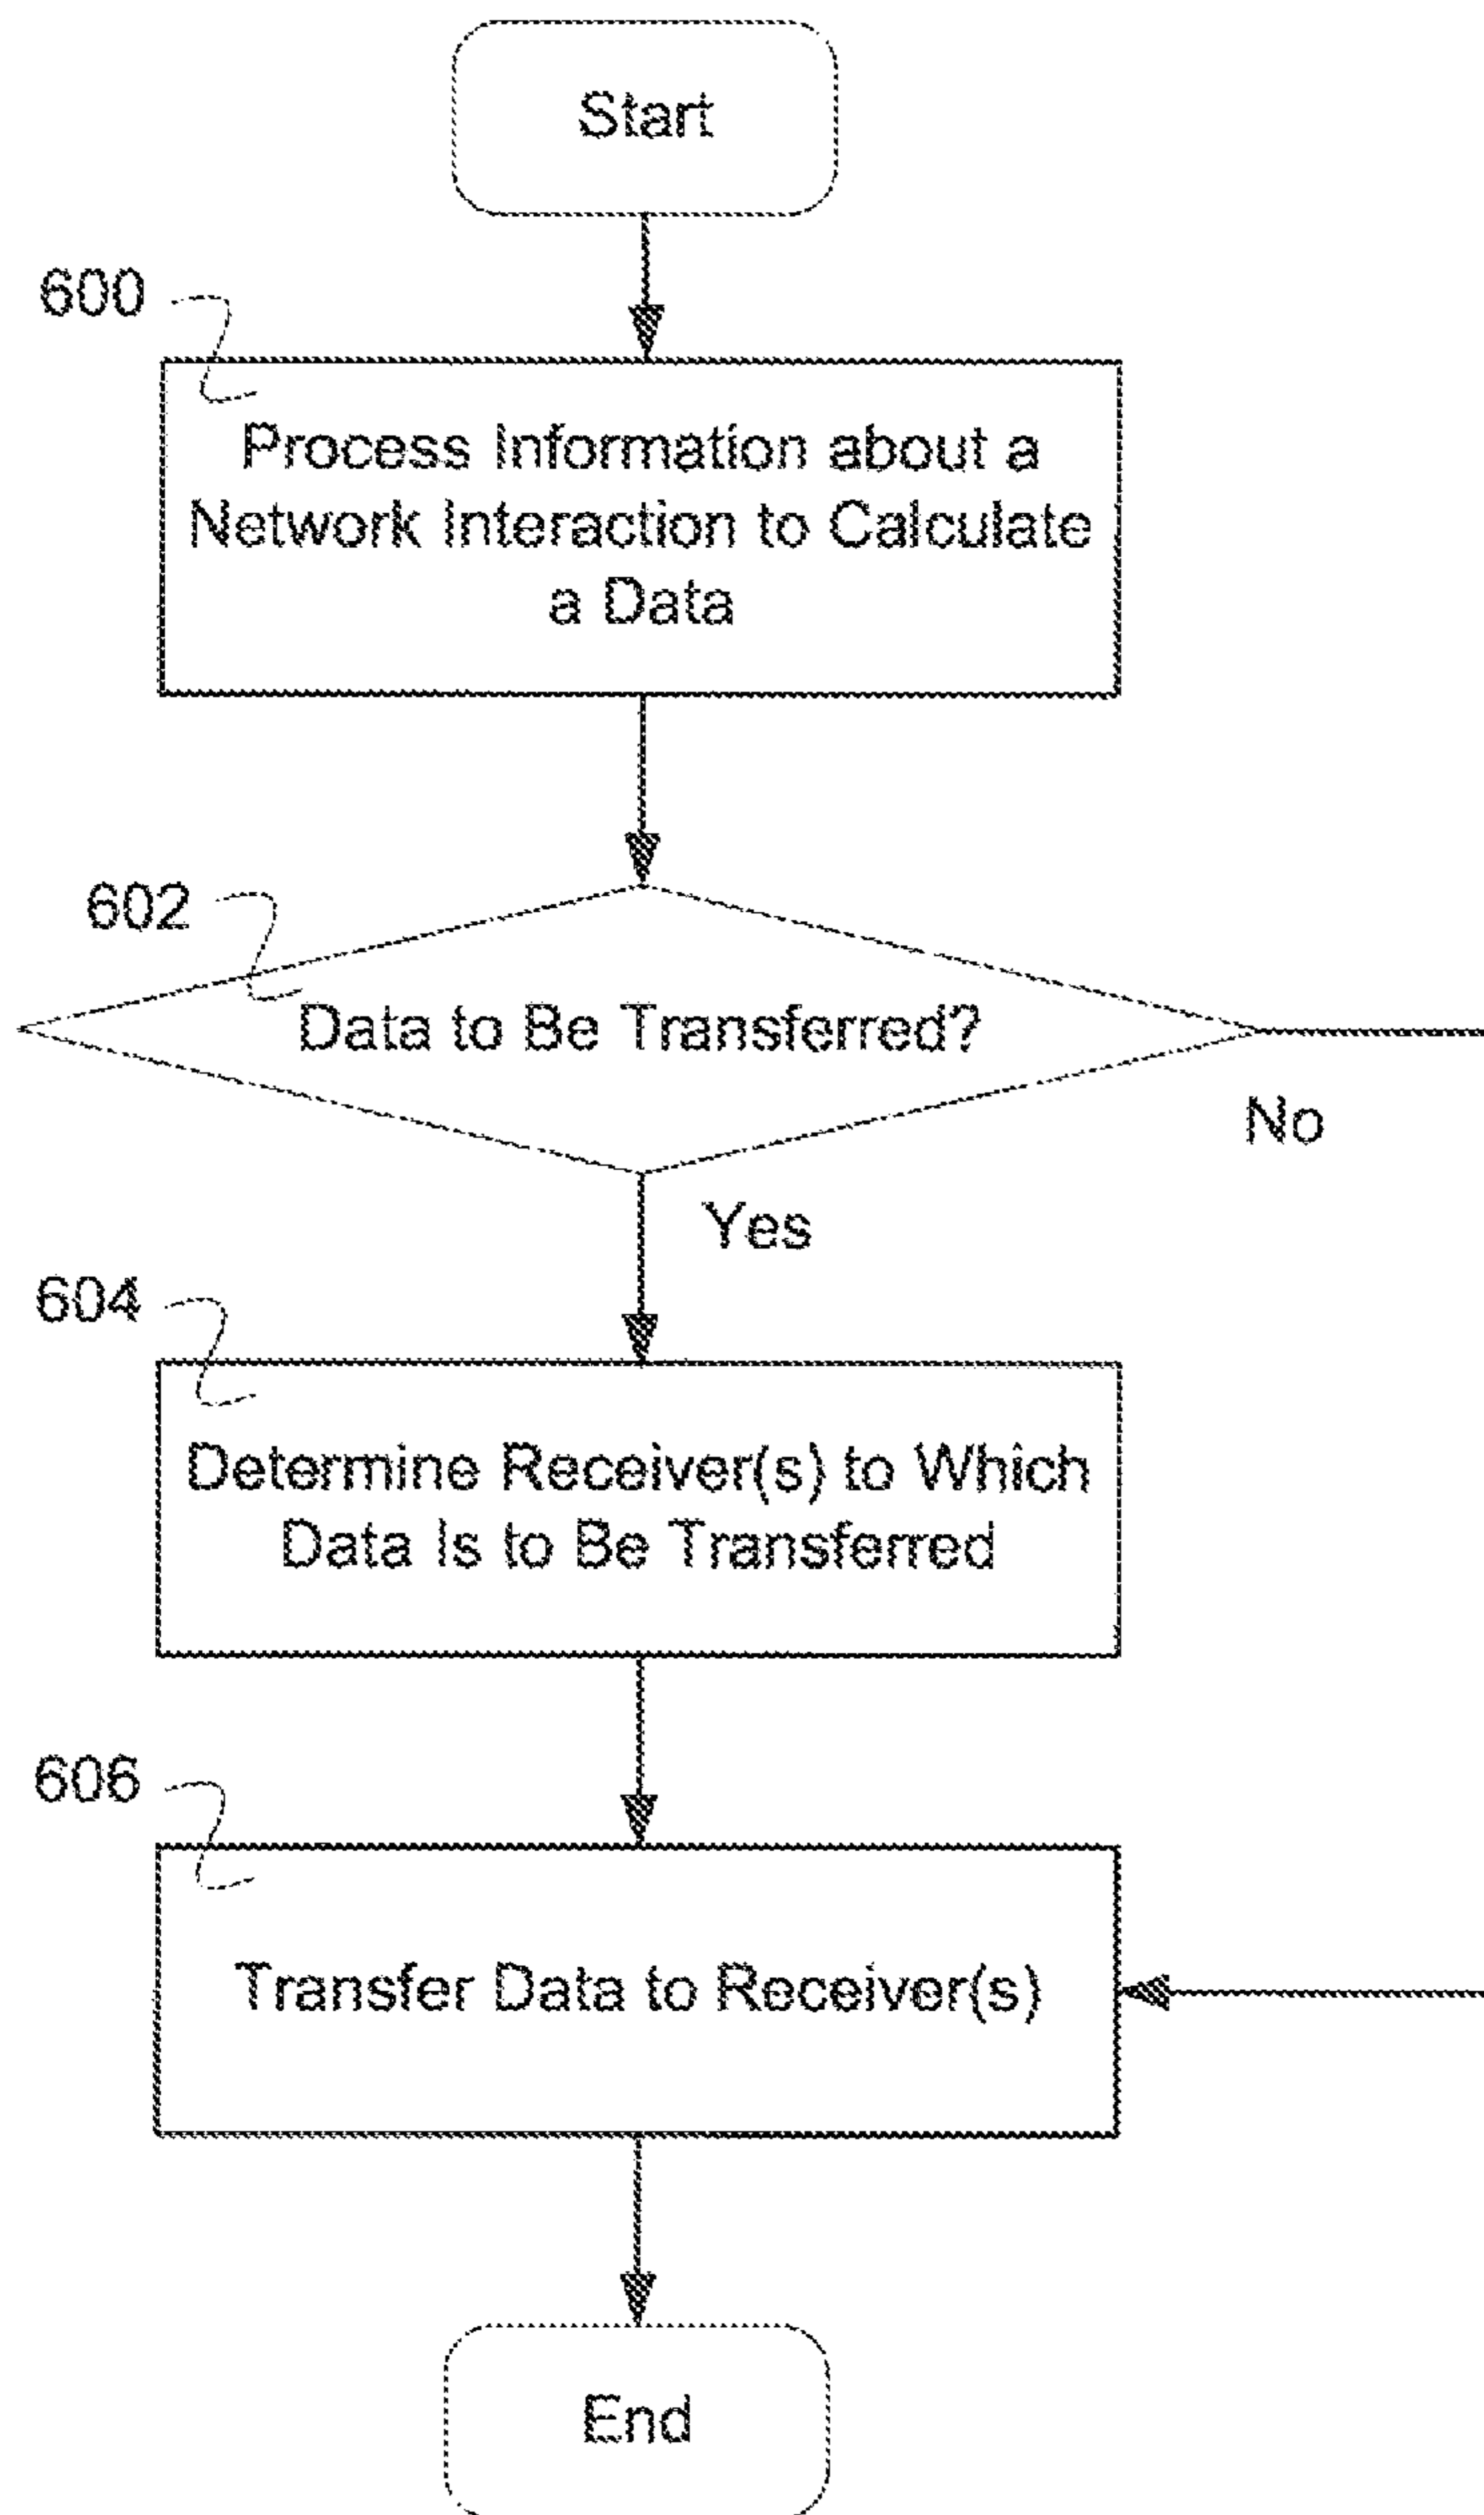 Start
600
Process Information about a
Network Interaction to Calculate
a Data
602
Data to Be Transferred?
No
Yes
604
Determine Receiver(s) to Which
Data Is to Be Transferred
606
Transfer Data to Receiver(s)
End